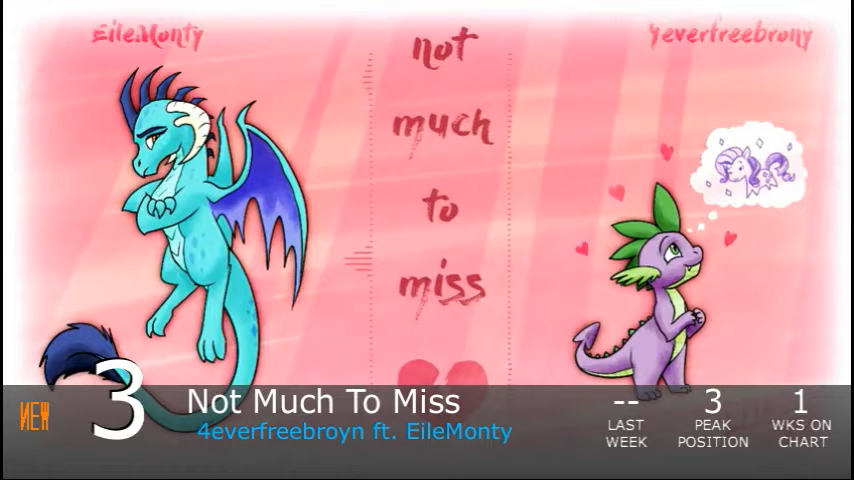 EileMonty
4everfreebrony
not
much
to
miss
NEW
3
Not Much To Miss
4everfreebroyn ft. EileMonty
--
LAST
WEEK
3
PEAK
POSITION
1
WKS ON
CHART